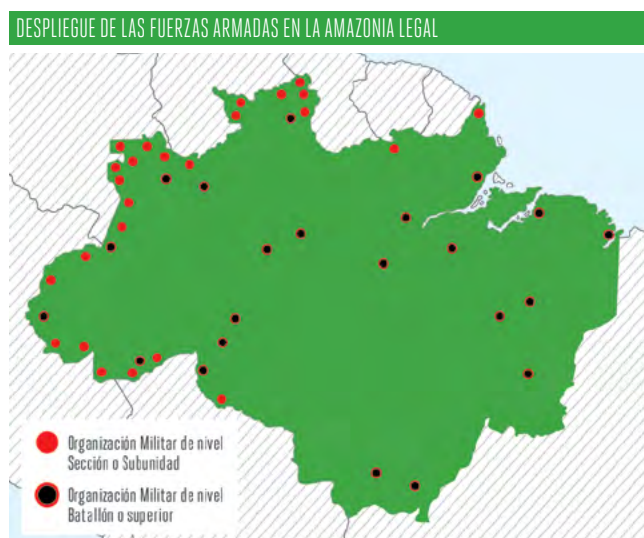 DESPLIEGUE DE LAS FUERZAS ARMADAS EN LA AMAZONIA LEGAL
Organización Militar de nivel
Sección o Subunidad
Organización Militar de nivel
Batallón o superior